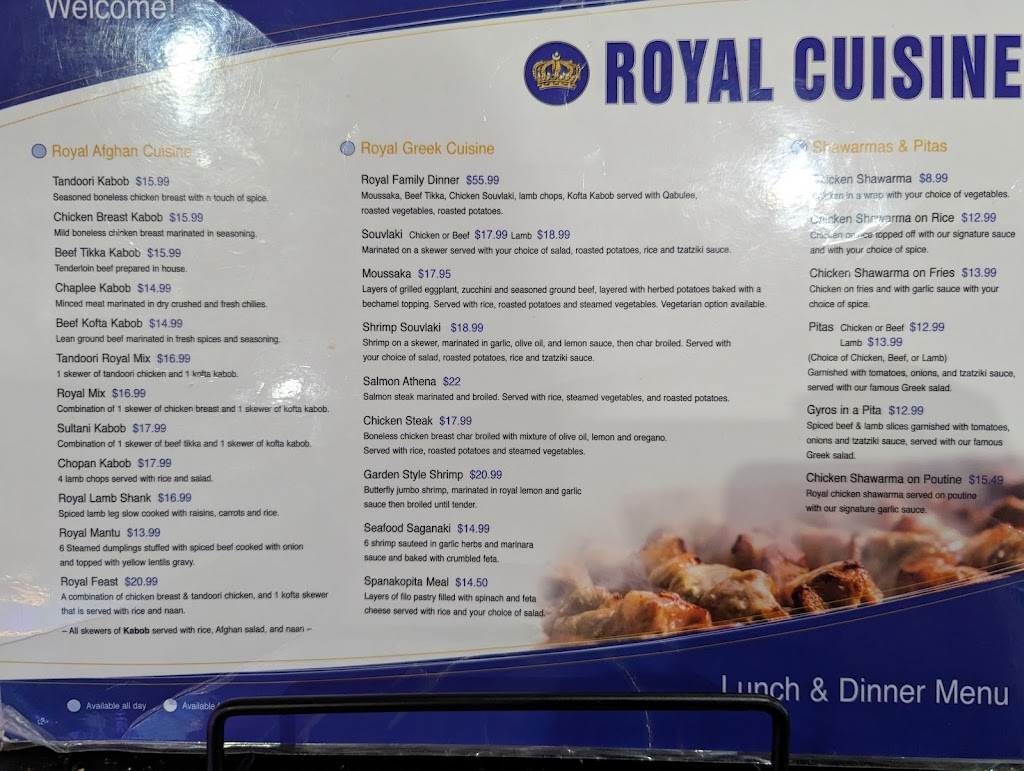 Welcome!
ROYAL CUISINE
Royal Afghan Cuisine
Tandoori Kabob $15.99
Seasoned boneless chicken breast with a touch of spice.
Chicken Breast Kabob $15.99
Mild boneless chicken breast marinated in seasoning.
Beef Tikka Kabob $15.99
Tenderloin beef prepared in house.
Chaplee Kabob $14.99
Minced meat marinated in dry crushed and fresh chilies.
Beef Kofta Kabob $14.99
Lean ground beef marinated in fresh spices and seasoning.
Tandoori Royal Mix $16.99
1 skewer of tandoori chicken and 1 kofta kabob.
Royal Mix $16.99
Combination of 1 skewer of chicken breast and 1 skewer of kofta kabob.
Sultani Kabob $17.99
Combination of 1 skewer of beef tikka and 1 skewer of kofta kabob.
Chopan Kabob $17.99
4 lamb chops served with rice and salad.
Royal Lamb Shank $16.99
Spiced lamb leg slow cooked with raisins, carrots and rice.
Royal Mantu $13.99
6 Steamed dumplings stuffed with spiced beef cooked with onion
and topped with yellow lentils gravy.
Royal Feast $20.99
A combination of chicken breast & tandoori chicken, and 1 kofta skewer
that is served with rice and naan.
– All skewers of Kabob served with rice, Afghan salad, and naan –
Royal Greek Cuisine
Royal Family Dinner $55.99
Moussaka, Beef Tikka, Chicken Souvlaki, lamb chops, Kofta Kabob served with Qabulee,
roasted vegetables, roasted potatoes.
Souvlaki Chicken or Beef $17.99 Lamb $18.99
Marinated on a skewer served with your choice of salad, roasted potatoes, rice and tzatziki sauce.
Moussaka $17.95
Layers of grilled eggplant, zucchini and seasoned ground beef, layered with herbed potatoes baked with a
bechamel topping. Served with rice, roasted potatoes and steamed vegetables. Vegetarian option available.
Shrimp Souvlaki $18.99
Shrimp on a skewer, marinated in garlic, olive oil, and lemon sauce, then char broiled. Served with
your choice of salad, roasted potatoes, rice and tzatziki sauce.
Salmon Athena $22
Salmon steak marinated and broiled. Served with rice, steamed vegetables, and roasted potatoes.
Chicken Steak $17.99
Boneless chicken breast char broiled with mixture of olive oil, lemon and oregano.
Served with rice, roasted potatoes and steamed vegetables.
Garden Style Shrimp $20.99
Butterfly jumbo shrimp, marinated in royal lemon and garlic
sauce then broiled until tender.
Seafood Saganaki $14.99
6 shrimp sauteed in garlic herbs and marinara
sauce and baked with crumbled feta.
Spanakopita Meal $14.50
Layers of filo pastry filled with spinach and feta
cheese served with rice and your choice of salad.
Shawarmas & Pitas
Chicken Shawarma $8.99
Chicken in a wrap with your choice of vegetables.
Chicken Shawarma on Rice $12.99
Chicken on rice topped off with our signature sauce
and with your choice of spice.
Chicken Shawarma on Fries $13.99
Chicken on fries and with garlic sauce with your
choice of spice.
Pitas Chicken or Beef $12.99
Lamb $13.99
(Choice of Chicken, Beef, or Lamb)
Garnished with tomatoes, onions, and tzatziki sauce,
served with our famous Greek salad.
Gyros in a Pita $12.99
Spiced beef & lamb slices garnished with tomatoes,
onions and tzatziki sauce, served with our famous
Greek salad.
Chicken Shawarma on Poutine $15.49
Royal chicken shawarma served on poutine
with our signature garlic sauce.
Available all day
Available
Lunch & Dinner Menu